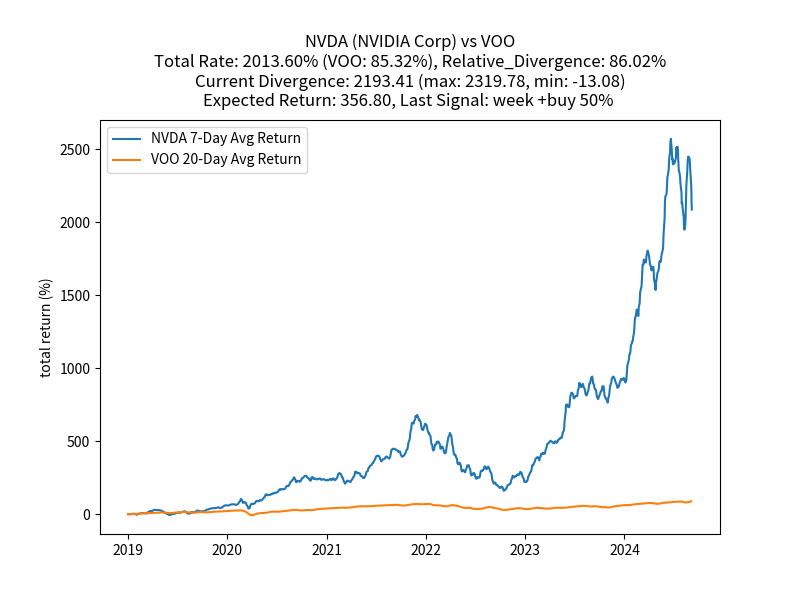 NVDA (NVIDIA Corp) vs VOO
Total Rate: 2013.60% (VOO: 85.32%), Relative_Divergence: 86.02%
Current Divergence: 2193.41 (max: 2319.78, min: -13.08)
Expected Return: 356.80, Last Signal: week +buy 50%
NVDA 7-Day Avg Return
VOO 20-Day Avg Return
total return (%)
2500
2000
1500
1000
500
0
2019 2020 2021 2022 2023 2024